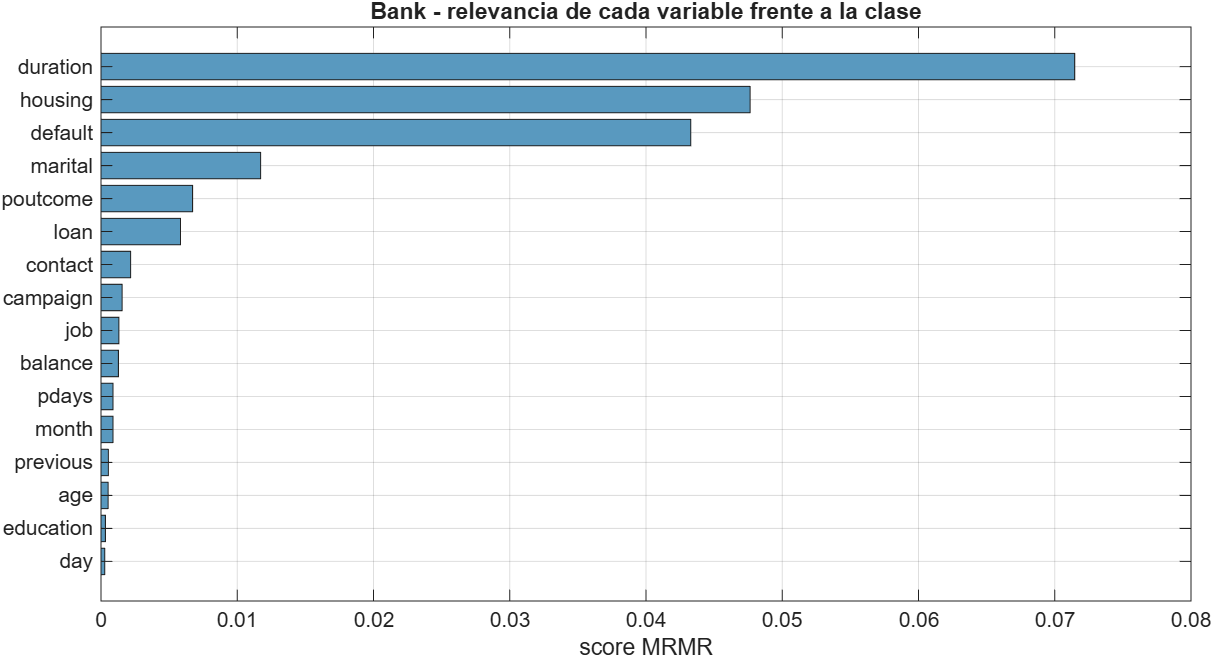 Bank - relevancia de cada variable frente a la clase
duration
housing
default
marital
poutcome
loan
contact
campaign
job
balance
pdays
month
previous
age
education
day
0 0.01 0.02 0.03 0.04 0.05 0.06 0.07 0.08
score MRMR